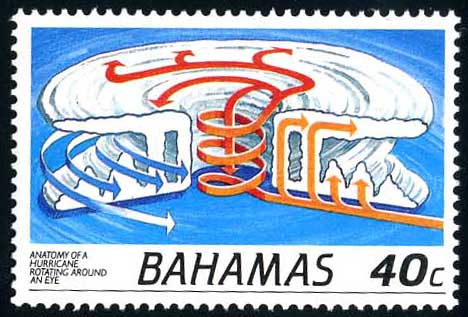 ANATOMY OF A
HURRICANE
ROTATING AROUND
AN EYE
BAHAMAS 40c